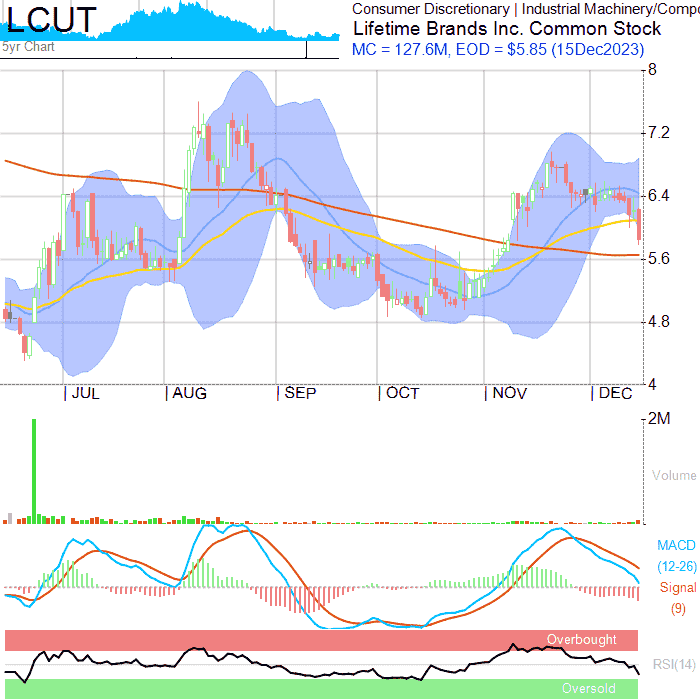 LCUT
5yr Chart
Consumer Discretionary | Industrial Machinery/Compo
Lifetime Brands Inc. Common Stock
MC = 127.6M, EOD = $5.85 (15Dec2023)
8
7.2
6.4
5.6
4.8
4
JUL AUG SEP OCT NOV DEC
2M
Volume
MACD
(12-26)
Signal
(9)
Overbought
RSI(14)
Oversold